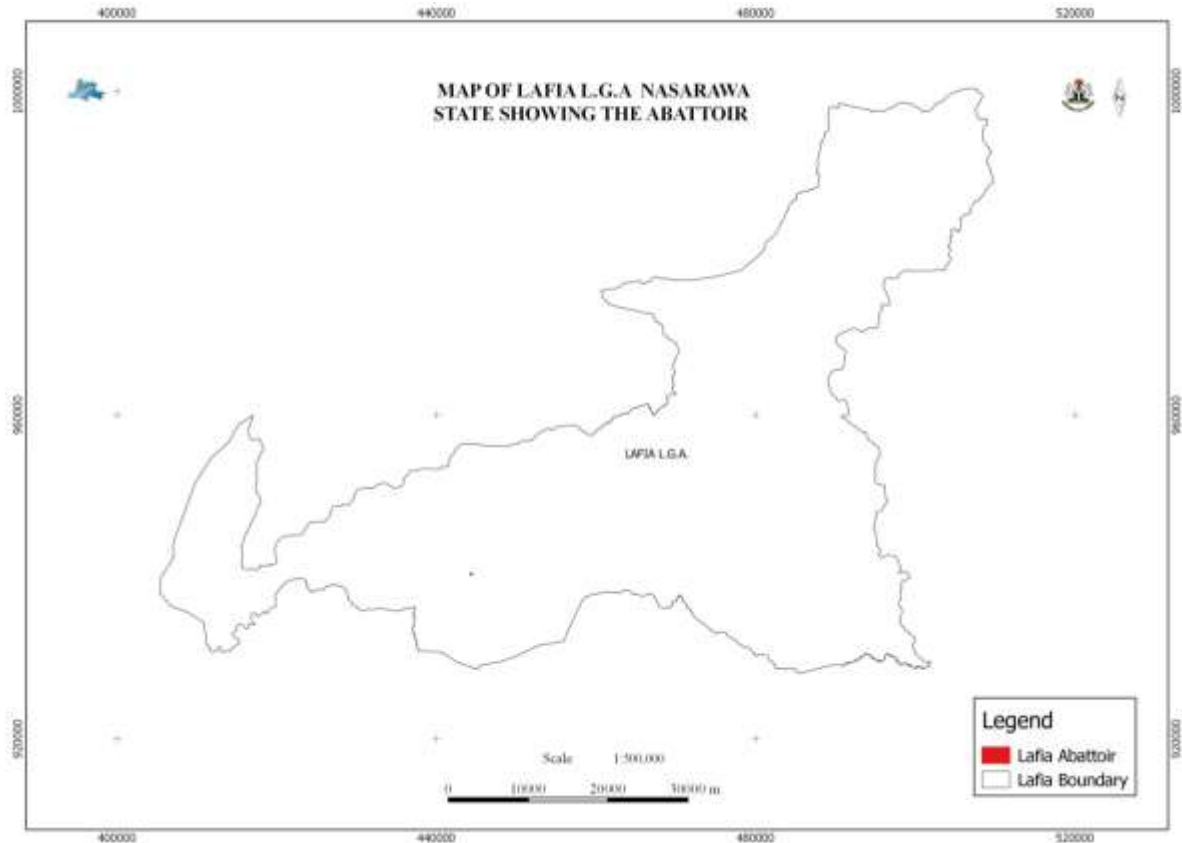 400000 440000 480000 520000
1000000 1000000
MAP OF LAFIA L.G.A NASARAWA
STATE SHOWING THE ABATTOIR
960000 960000
LAFIA L.G.A.
920000 920000
Legend
Lafia Abattoir
Lafia Boundary
Scale 1:500,000
0 10000 20000 30000 m
400000 440000 480000 520000